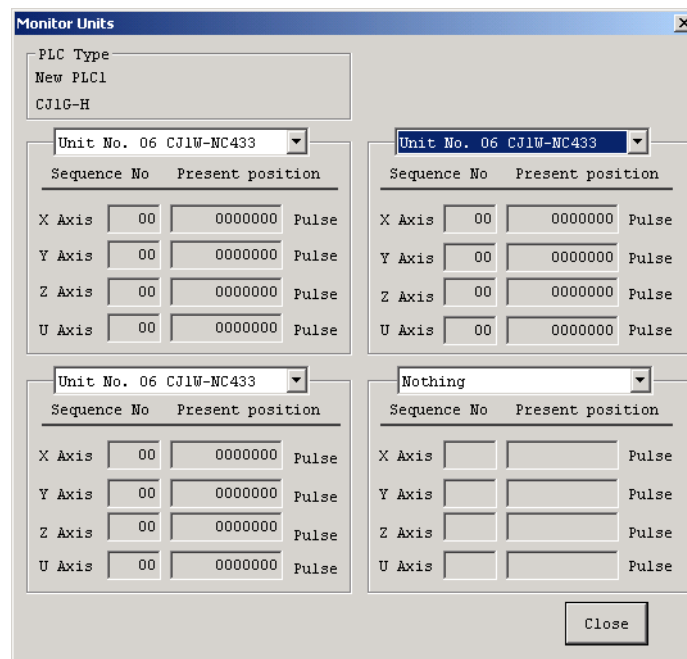 Monitor Units
PLC Type
New PLC1
CJ1G-H
Unit No. 06 CJ1W-NC433
Sequence No Present position
X Axis 00 0000000 Pulse
Y Axis 00 0000000 Pulse
Z Axis 00 0000000 Pulse
U Axis 00 0000000 Pulse
Unit No. 06 CJ1W-NC433
Sequence No Present position
X Axis 00 0000000 Pulse
Y Axis 00 0000000 Pulse
Z Axis 00 0000000 Pulse
U Axis 00 0000000 Pulse
Unit No. 06 CJ1W-NC433
Sequence No Present position
X Axis 00 0000000 Pulse
Y Axis 00 0000000 Pulse
Z Axis 00 0000000 Pulse
U Axis 00 0000000 Pulse
Nothing
Sequence No Present position
X Axis Pulse
Y Axis Pulse
Z Axis Pulse
U Axis Pulse
Close